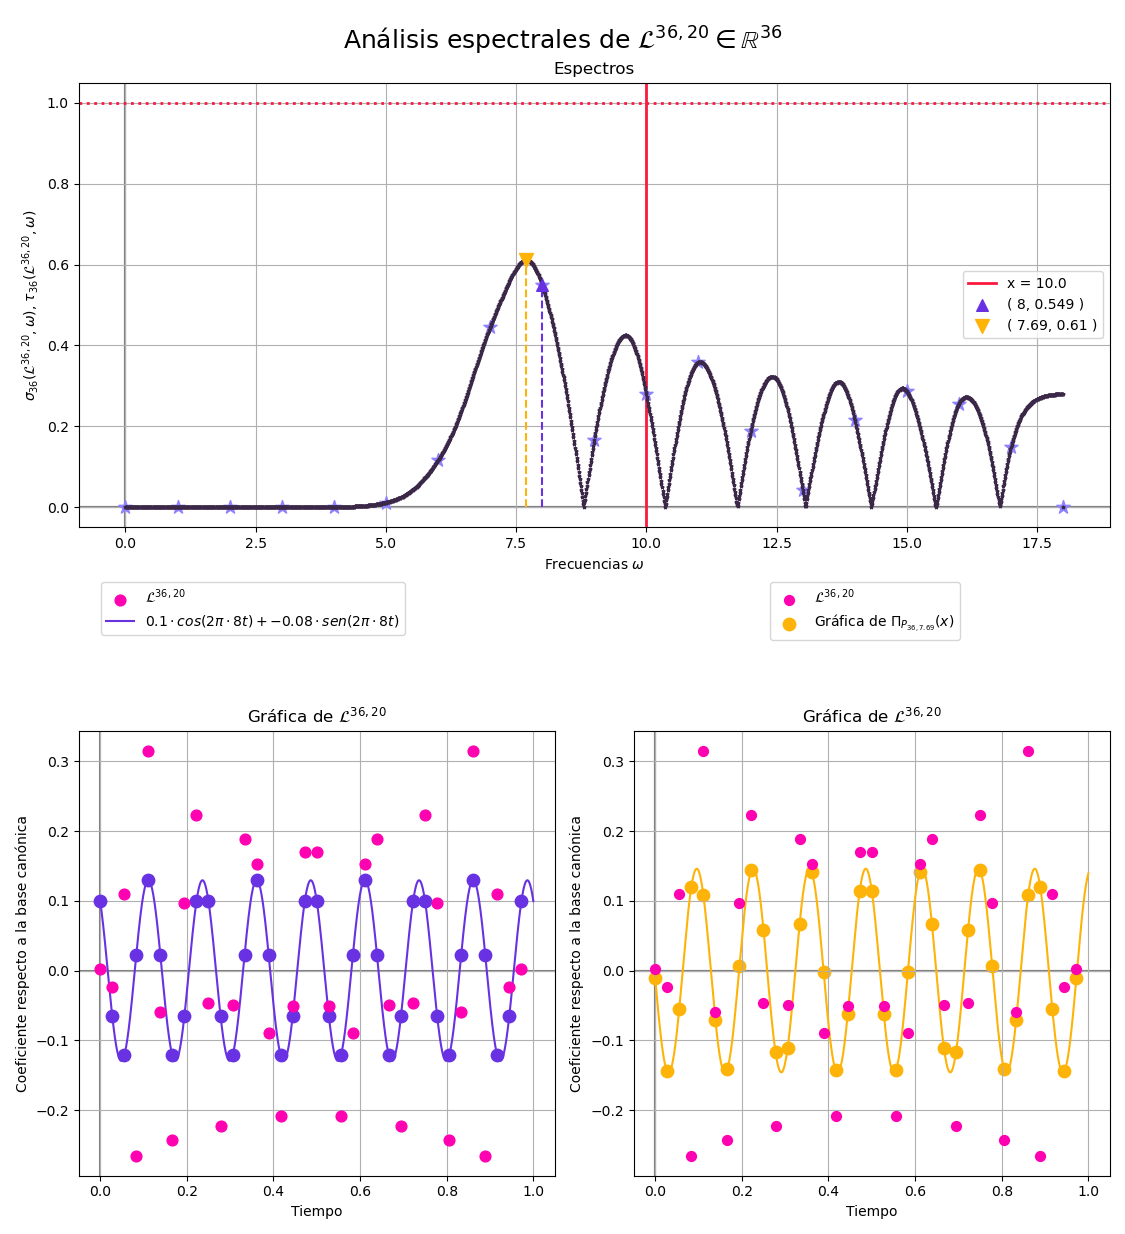 Análisis espectrales de 𝓛^{36,20} ∈ ℝ^{36}
Espectros
σ_{36}(𝓛^{36,20}, ω), τ_{36}(𝓛^{36,20}, ω)
1.0
0.8
0.6
0.4
0.2
0.0
x = 10.0
( 8, 0.549 )
( 7.69, 0.61 )
0.0 2.5 5.0 7.5 10.0 12.5 15.0 17.5
Frecuencias ω
𝓛^{36,20}
0.1 · cos(2π · 8t) + −0.08 · sen(2π · 8t)
𝓛^{36,20}
Gráfica de Π_{P_{36,7.69}}(x)
Gráfica de 𝓛^{36,20}
Coeficiente respecto a la base canónica
0.3
0.2
0.1
0.0
−0.1
−0.2
0.0 0.2 0.4 0.6 0.8 1.0
Tiempo
Gráfica de 𝓛^{36,20}
Coeficiente respecto a la base canónica
0.3
0.2
0.1
0.0
−0.1
−0.2
0.0 0.2 0.4 0.6 0.8 1.0
Tiempo